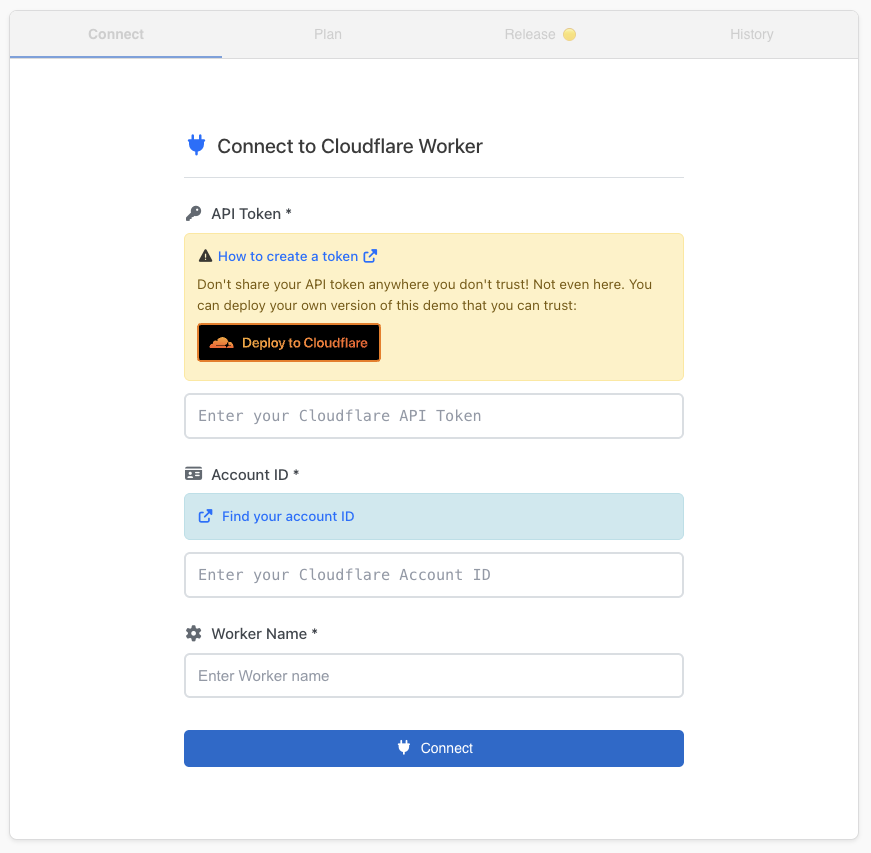 Connect Plan Release History
Connect to Cloudflare Worker
API Token *
How to create a token
Don't share your API token anywhere you don't trust! Not even here. You
can deploy your own version of this demo that you can trust:
Deploy to Cloudflare
Enter your Cloudflare API Token
Account ID *
Find your account ID
Enter your Cloudflare Account ID
Worker Name *
Enter Worker name
Connect